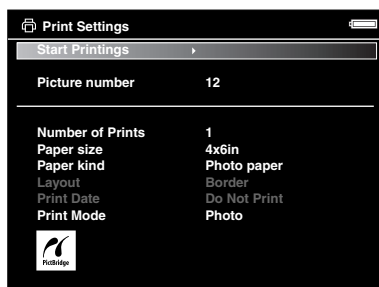 Print Settings
Start Printings
Picture number 12
Number of Prints 1
Paper size 4x6in
Paper kind Photo paper
Layout Border
Print Date Do Not Print
Print Mode Photo
PictBridge